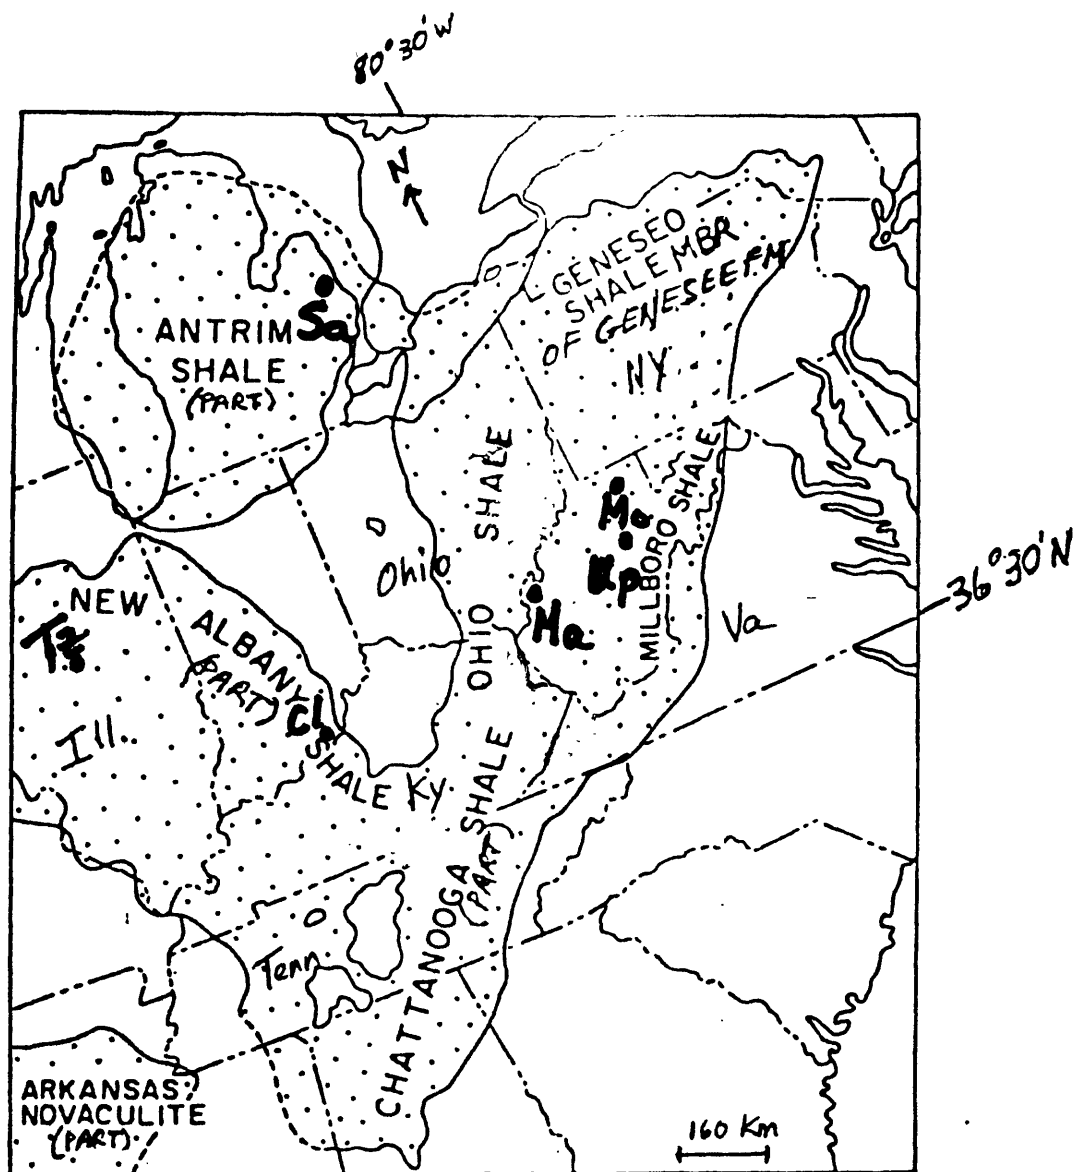 80°30'W
N
GENESEO
SHALE MBR
OF GENESEE FM
NY
ANTRIM
SHALE
(PART)
Sa
OHIO SHALE
Mo
Kp
Ma
MILLBORO SHALE
Va
36°30'N
Ohio
NEW
ALBANY
(PART)
SHALE
Cl
Ill.
Ky
CHATTANOOGA SHALE
(PART)
Tenn
ARKANSAS
NOVACULITE
(PART)
160 Km